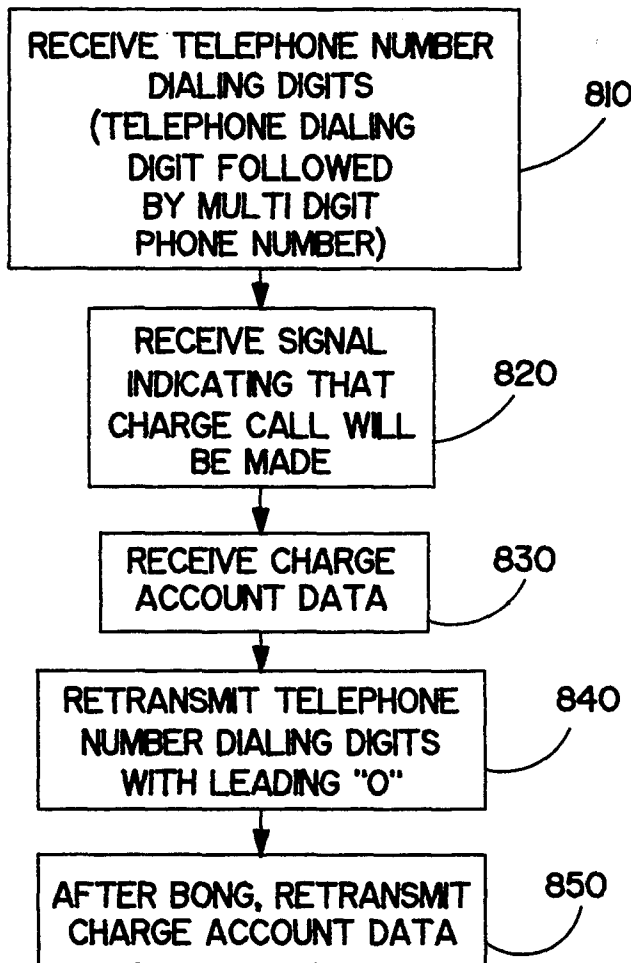 RECEIVE TELEPHONE NUMBER
DIALING DIGITS
(TELEPHONE DIALING
DIGIT FOLLOWED
BY MULTI DIGIT
PHONE NUMBER)
810
RECEIVE SIGNAL
INDICATING THAT
CHARGE CALL WILL
BE MADE
820
RECEIVE CHARGE
ACCOUNT DATA
830
RETRANSMIT TELEPHONE
NUMBER DIALING DIGITS
WITH LEADING "0"
840
AFTER BONG, RETRANSMIT
CHARGE ACCOUNT DATA
850